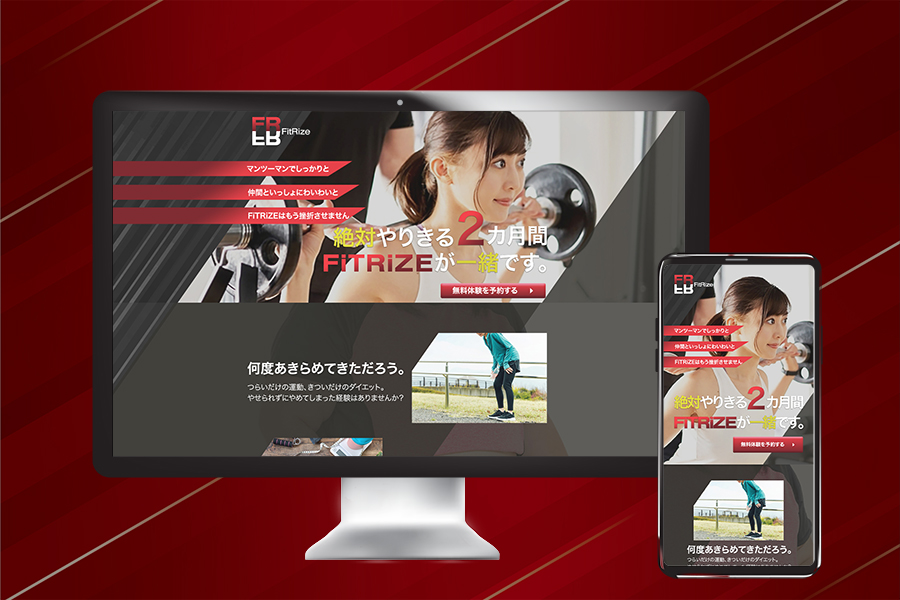 FR
FR
FitRize
マンツーマンでしっかりと
仲間といっしょにわいわいと
FiTRiZEはもう挫折させません
絶対やりきる2カ月間
FiTRiZEが一緒です。
無料体験を予約する
何度あきらめてきただろう。
つらいだけの運動、きついだけのダイエット。
やせられずにやめてしまった経験はありませんか？
FR
FR
FitRize
マンツーマンでしっかりと
仲間といっしょにわいわいと
FiTRiZEはもう挫折させません
絶対やりきる2カ月間
FiTRiZEが一緒です。
無料体験を予約する
何度あきらめてきただろう。
つらいだけの運動、きついだけのダイエット。